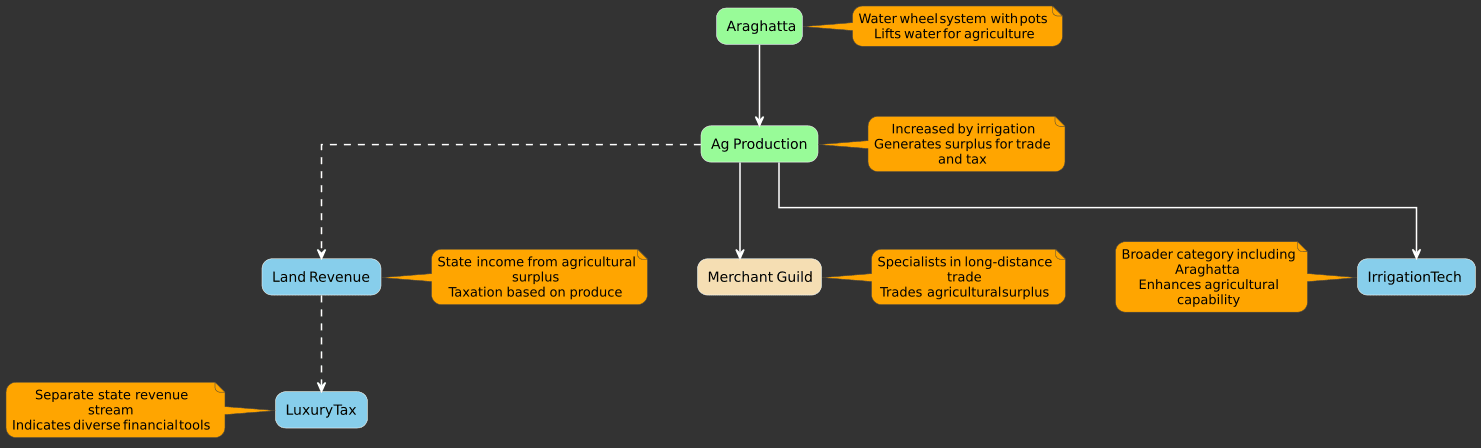 Araghatta
Water wheel system with pots
Lifts water for agriculture
Ag Production
Increased by irrigation
Generates surplus for trade
and tax
Land Revenue
State income from agricultural
surplus
Taxation based on produce
Merchant Guild
Specialists in long-distance
trade
Trades agricultural surplus
Broader category including
Araghatta
Enhances agricultural
capability
IrrigationTech
Separate state revenue
stream
Indicates diverse financial tools
LuxuryTax